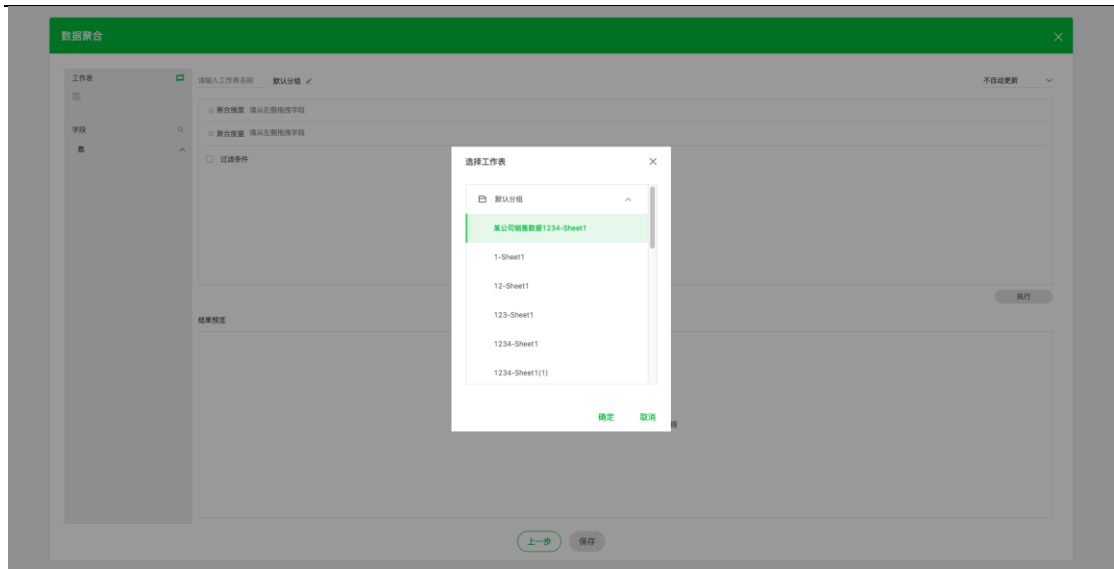 数据聚合
工作表
请输入工作表名称 默认分组
不自动更新
聚合维度 请从左侧拖拽字段
字段
聚合度量 请从左侧拖拽字段
过滤条件
选择工作表
默认分组
某公司销售数据1234-Sheet1
1-Sheet1
12-Sheet1
123-Sheet1
1234-Sheet1
1234-Sheet1(1)
确定 取消
执行
结果预览
据
上一步 保存